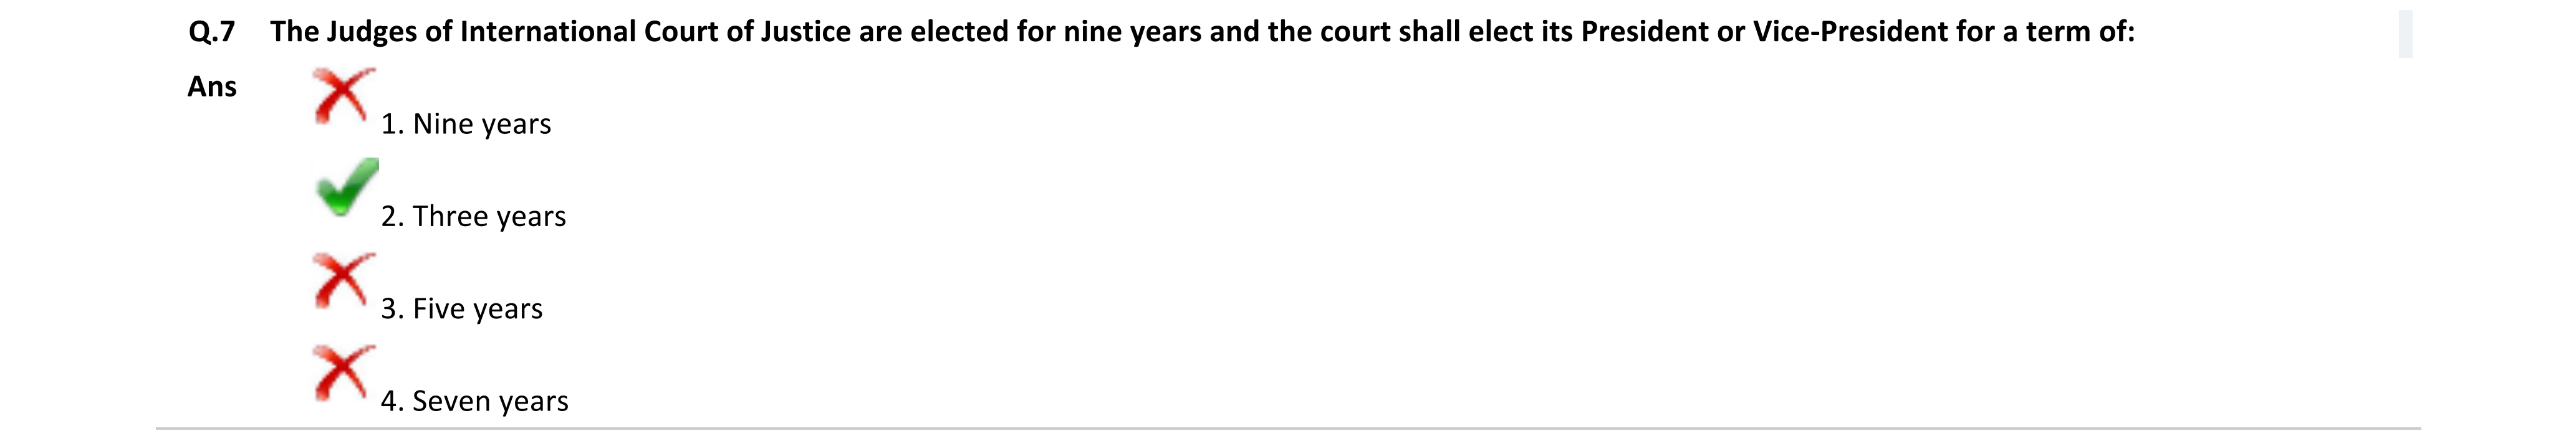 Q.7 The Judges of International Court of Justice are elected for nine years and the court shall elect its President or Vice-President for a term of:
Ans
1. Nine years
2. Three years
3. Five years
4. Seven years